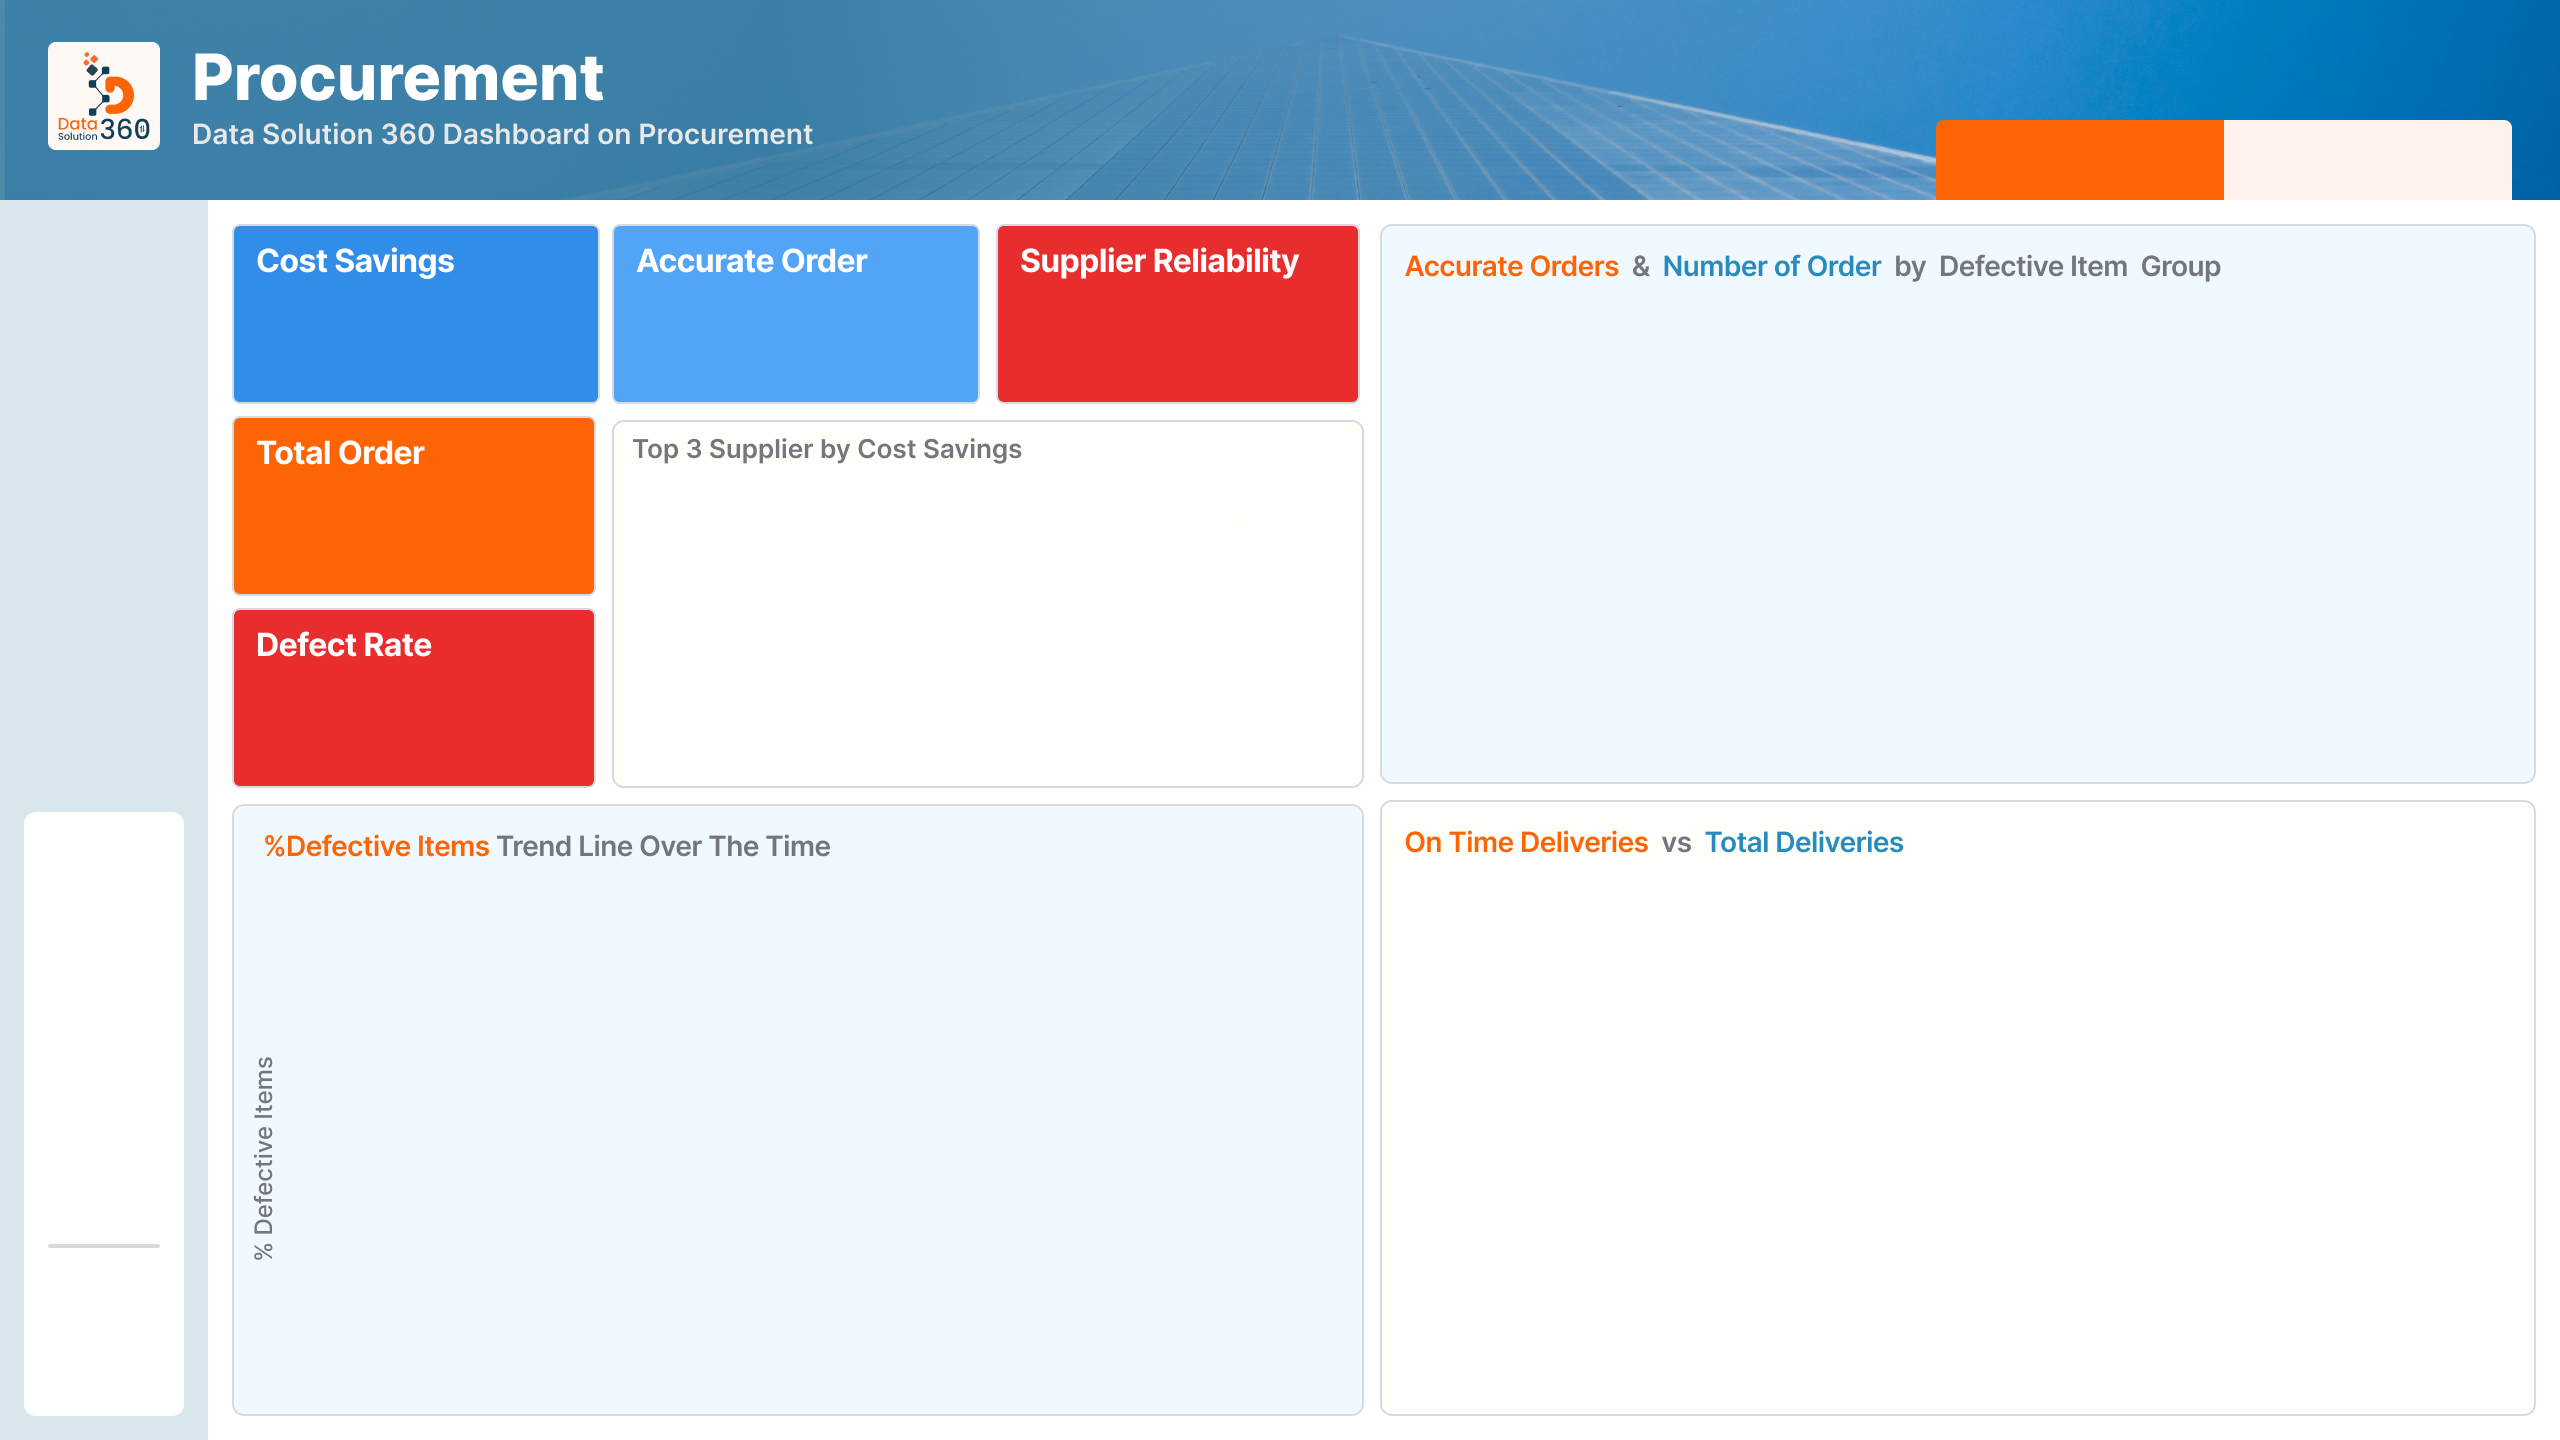 Data
Solution 360
Procurement
Data Solution 360 Dashboard on Procurement
Cost Savings
Accurate Order
Supplier Reliability
Total Order
Defect Rate
Top 3 Supplier by Cost Savings
Accurate Orders & Number of Order by Defective Item Group
%Defective Items Trend Line Over The Time
% Defective Items
On Time Deliveries vs Total Deliveries